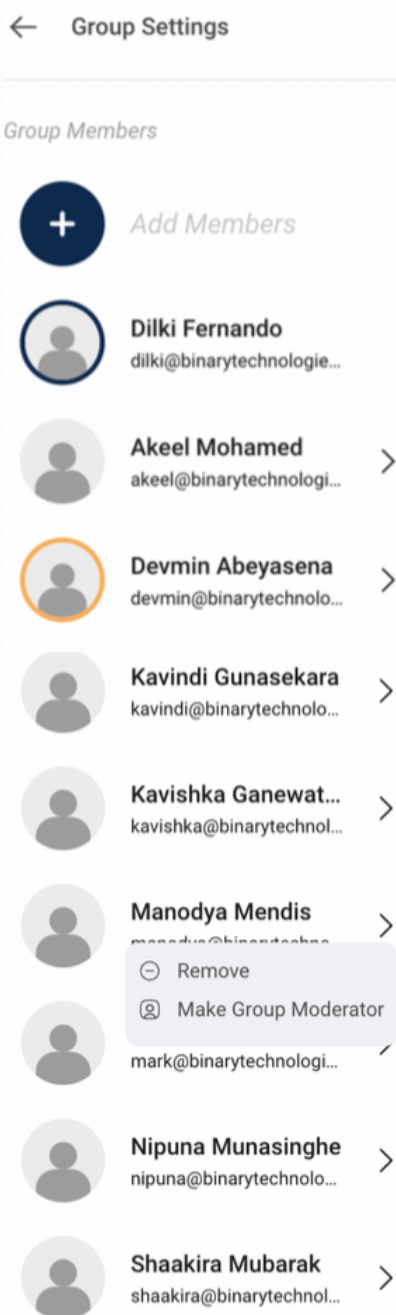 Group Settings
Group Members
Add Members
Dilki Fernando
dilki@binarytechnologie...
Akeel Mohamed
akeel@binarytechnologi...
Devmin Abeyasena
devmin@binarytechnolo...
Kavindi Gunasekara
kavindi@binarytechnolo...
Kavishka Ganewat...
kavishka@binarytechnol...
Manodya Mendis
manodya@binarytechno...
Remove
Make Group Moderator
mark@binarytechnologi...
Nipuna Munasinghe
nipuna@binarytechnolo...
Shaakira Mubarak
shaakira@binarytechnol...